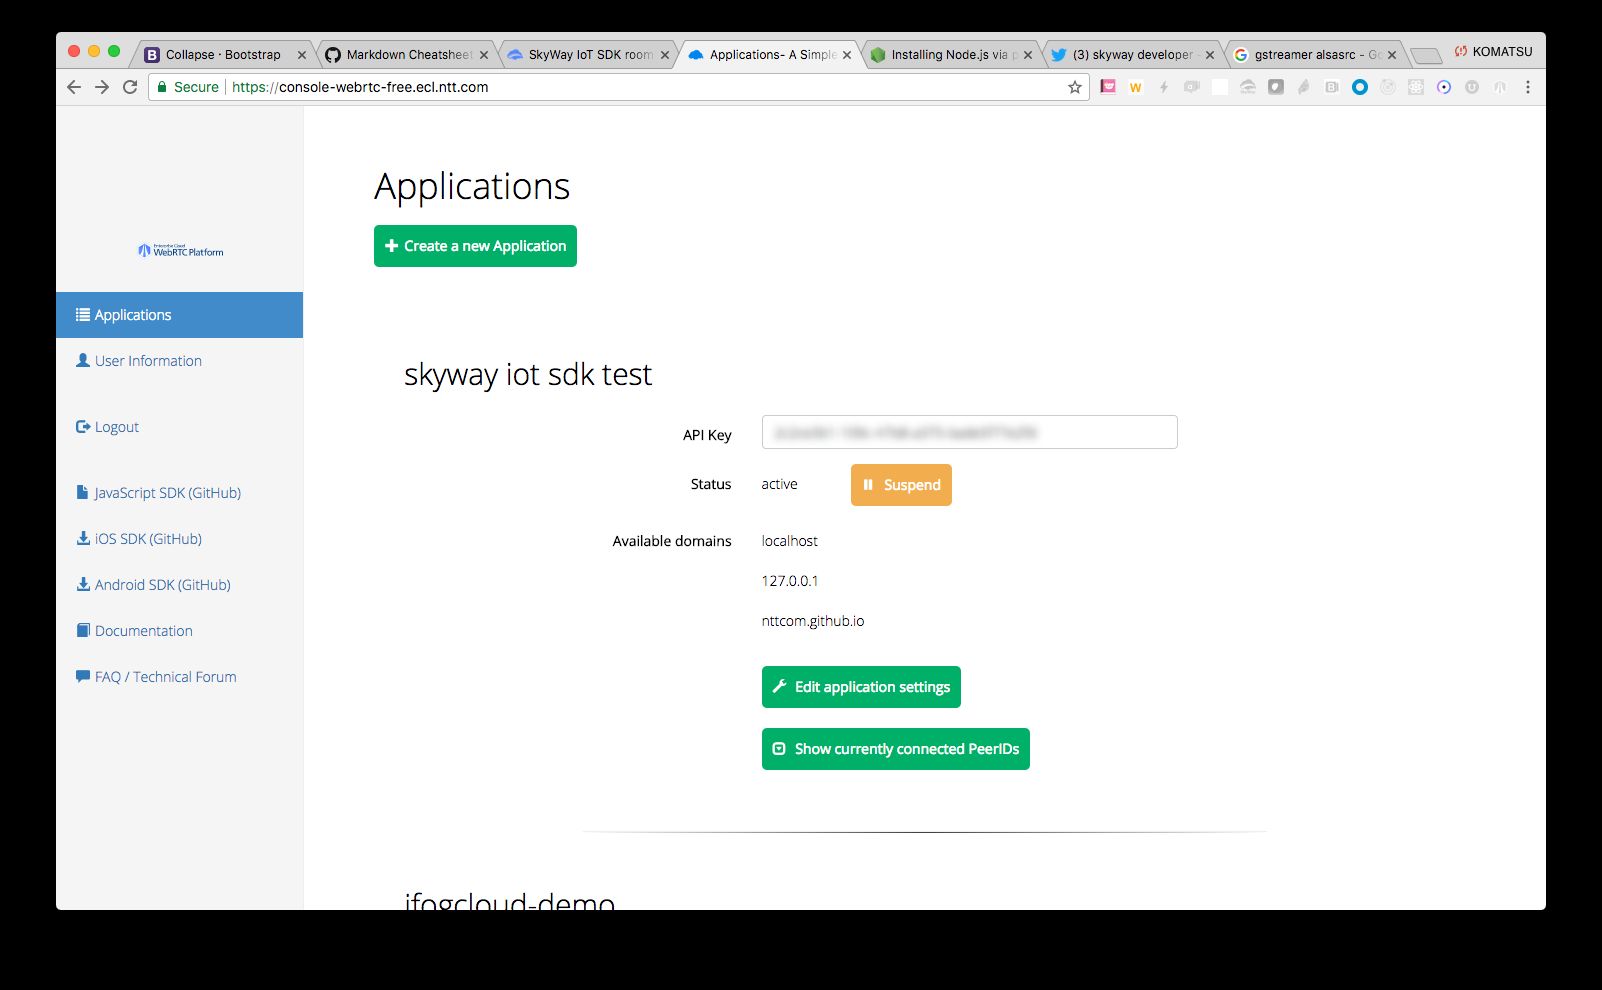 Collapse · Bootstrap
Markdown Cheatsheet
SkyWay IoT SDK room
Applications- A Simple
Installing Node.js via p
(3) skyway developer -
gstreamer alsasrc - Go
KOMATSU
Secure
https://console-webrtc-free.ecl.ntt.com
Enterprise Cloud
WebRTC Platform
Applications
User Information
Logout
JavaScript SDK (GitHub)
iOS SDK (GitHub)
Android SDK (GitHub)
Documentation
FAQ / Technical Forum
Applications
Create a new Application
skyway iot sdk test
API Key
Status active Suspend
Available domains localhost
127.0.0.1
nttcom.github.io
Edit application settings
Show currently connected PeerIDs
ifogcloud-demo